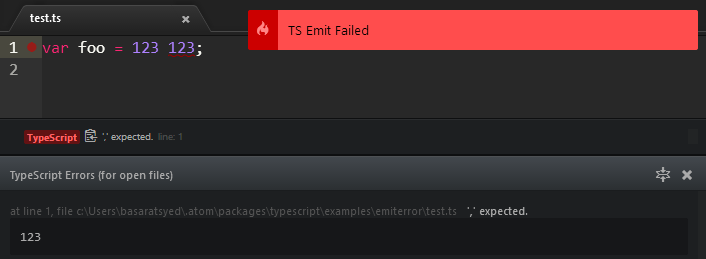 test.ts
TS Emit Failed
1 var foo = 123 123;
2
TypeScript ',' expected. line: 1
TypeScript Errors (for open files)
at line 1, file c:\Users\basaratsyed\.atom\packages\typescript\examples\emiterror\test.ts ',' expected.
123